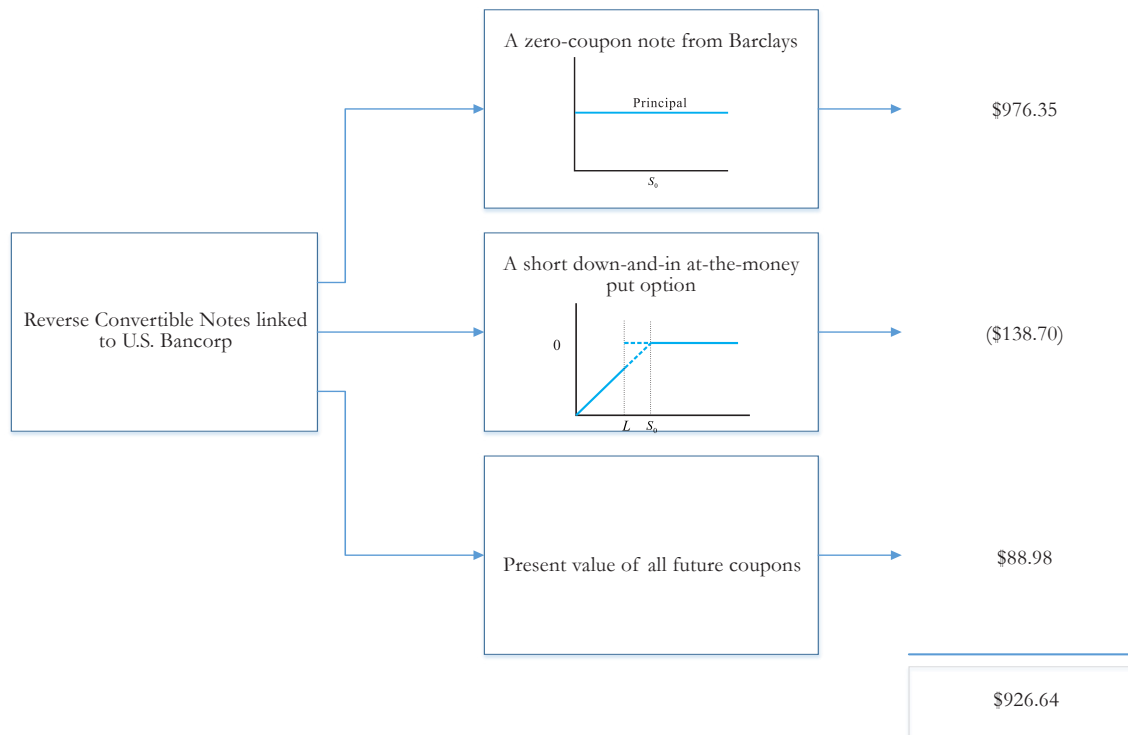 A zero-coupon note from Barclays
Principal
S₀
$976.35
Reverse Convertible Notes linked
to U.S. Bancorp
A short down-and-in at-the-money
put option
0
L S₀
($138.70)
Present value of all future coupons
$88.98
$926.64